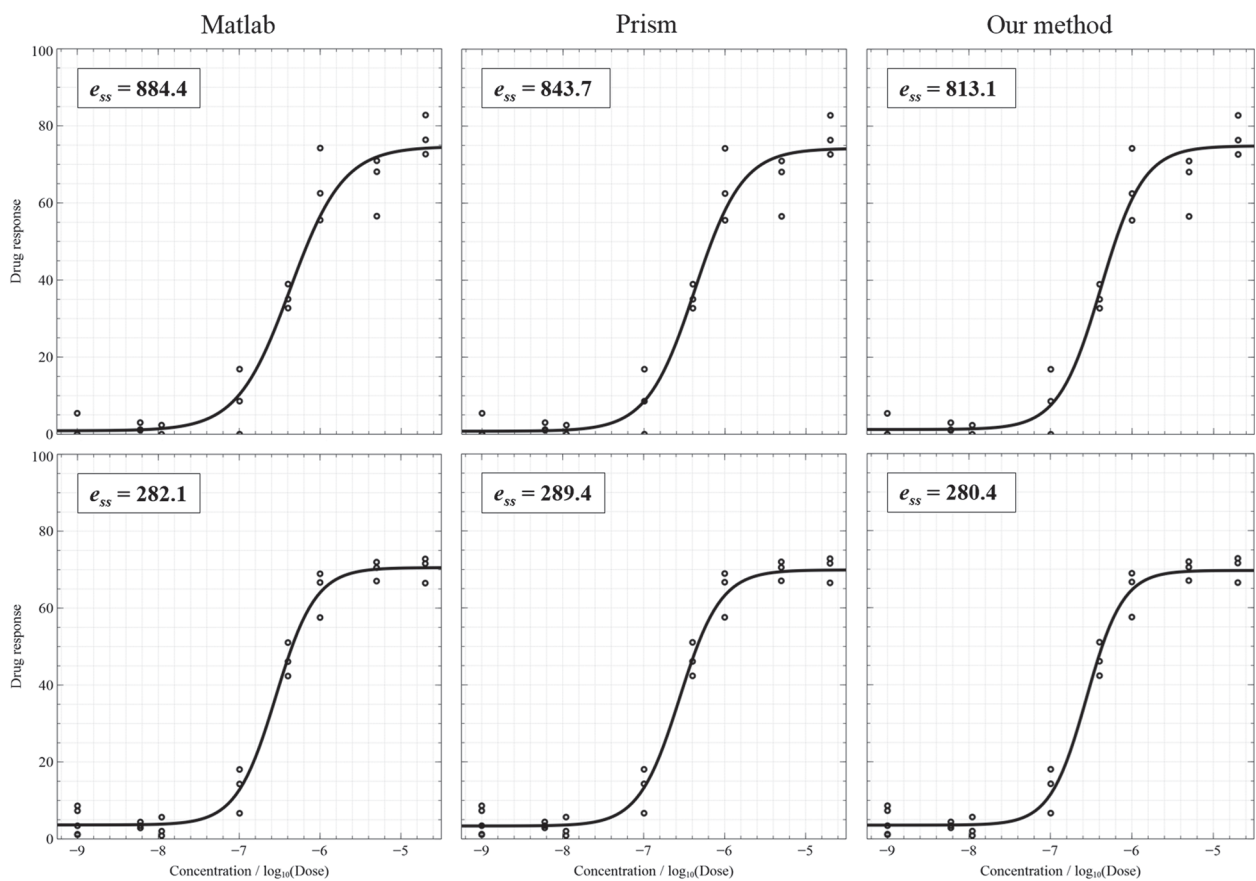 Matlab
Prism
Our method
100
80
60
40
20
0
Drug response
e_ss = 884.4
e_ss = 843.7
e_ss = 813.1
100
80
60
40
20
0
Drug response
e_ss = 282.1
e_ss = 289.4
e_ss = 280.4
−9 −8 −7 −6 −5
−9 −8 −7 −6 −5
−9 −8 −7 −6 −5
Concentration / log₁₀(Dose)
Concentration / log₁₀(Dose)
Concentration / log₁₀(Dose)